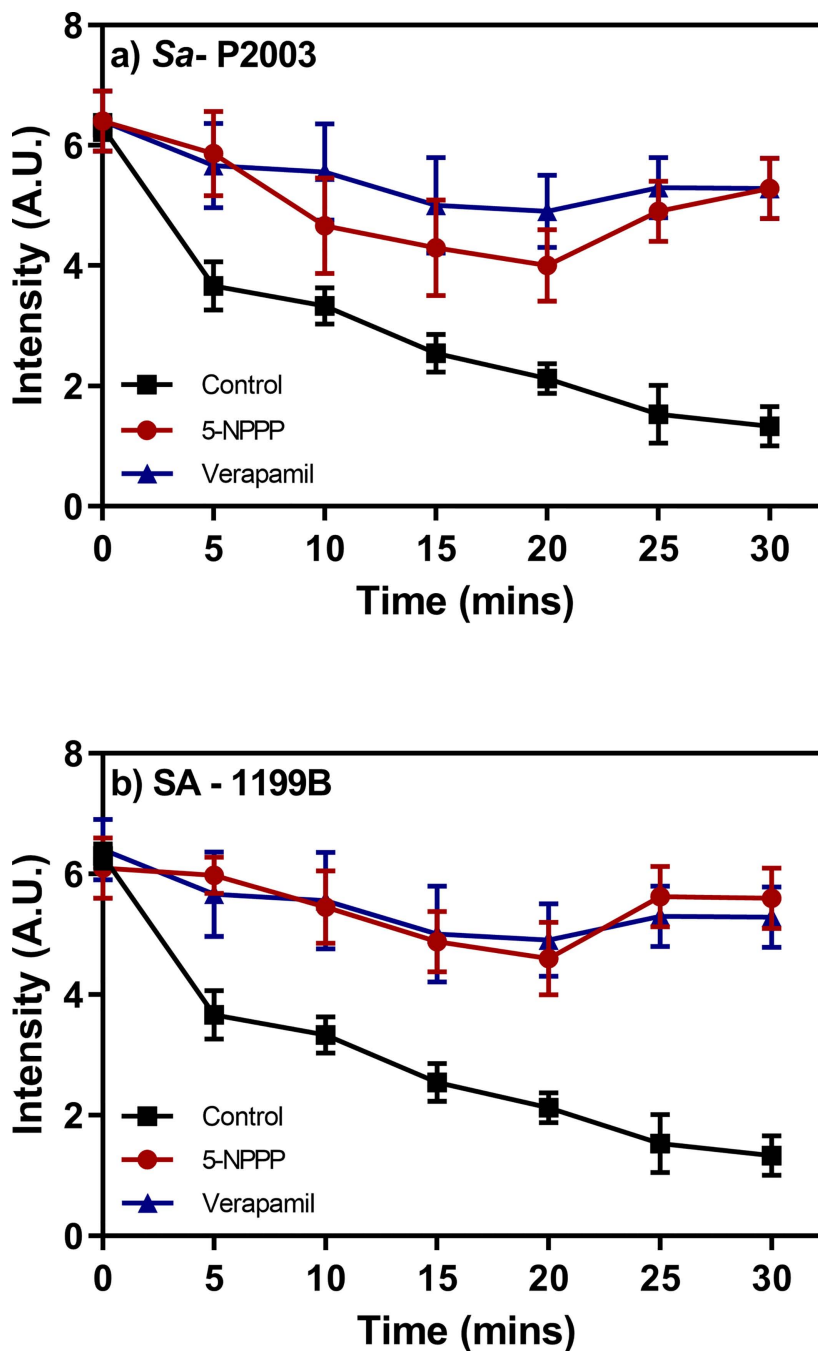 a) Sa- P2003
Intensity (A.U.)
8
6
4
2
0
Control
5-NPPP
Verapamil
0 5 10 15 20 25 30
Time (mins)
b) SA - 1199B
Intensity (A.U.)
8
6
4
2
0
Control
5-NPPP
Verapamil
0 5 10 15 20 25 30
Time (mins)